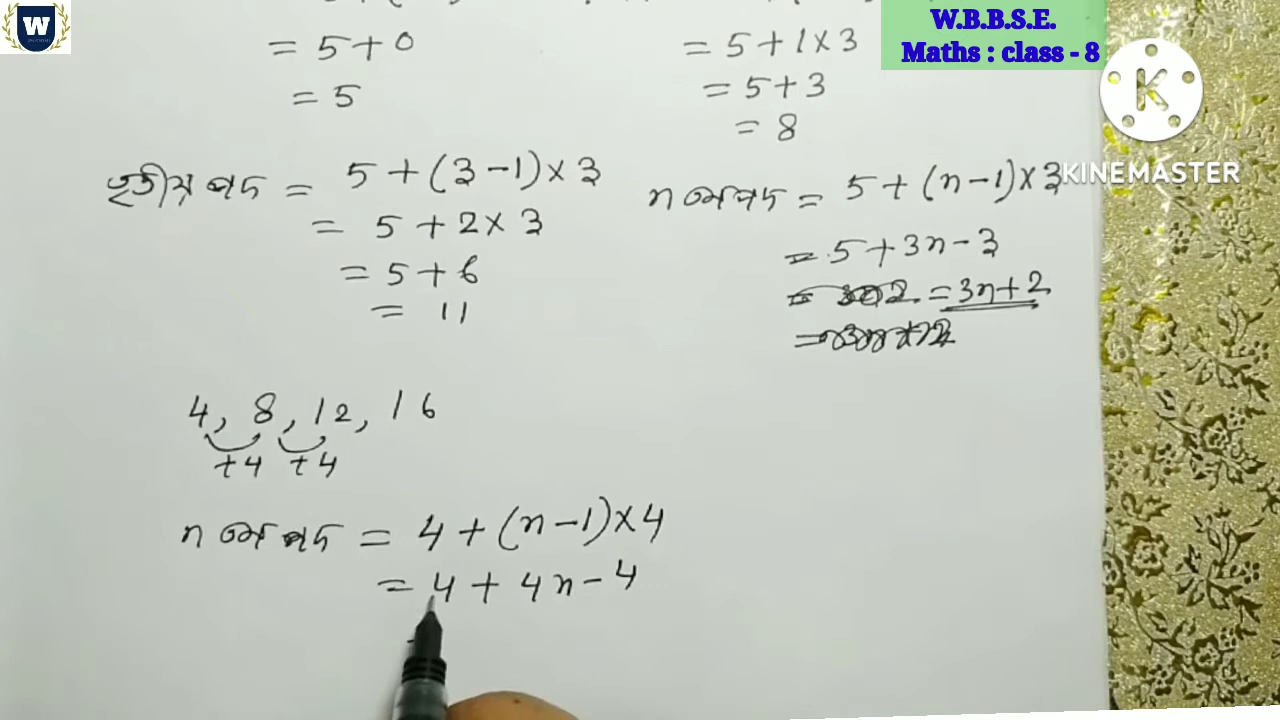 W
W.B.B.S.E.
Maths : class - 8
K
KINEMASTER
= 5+0
= 5
= 5+1×3
= 5+3
= 8
তৃতীয় পদ = 5+(3-1)×3
= 5+2×3
= 5+6
= 11
n তম পদ = 5+(n-1)×3
= 5+3n-3
= 3n+2
4, 8, 12, 16
+4 +4
n তম পদ = 4+(n-1)×4
= 4+4n-4